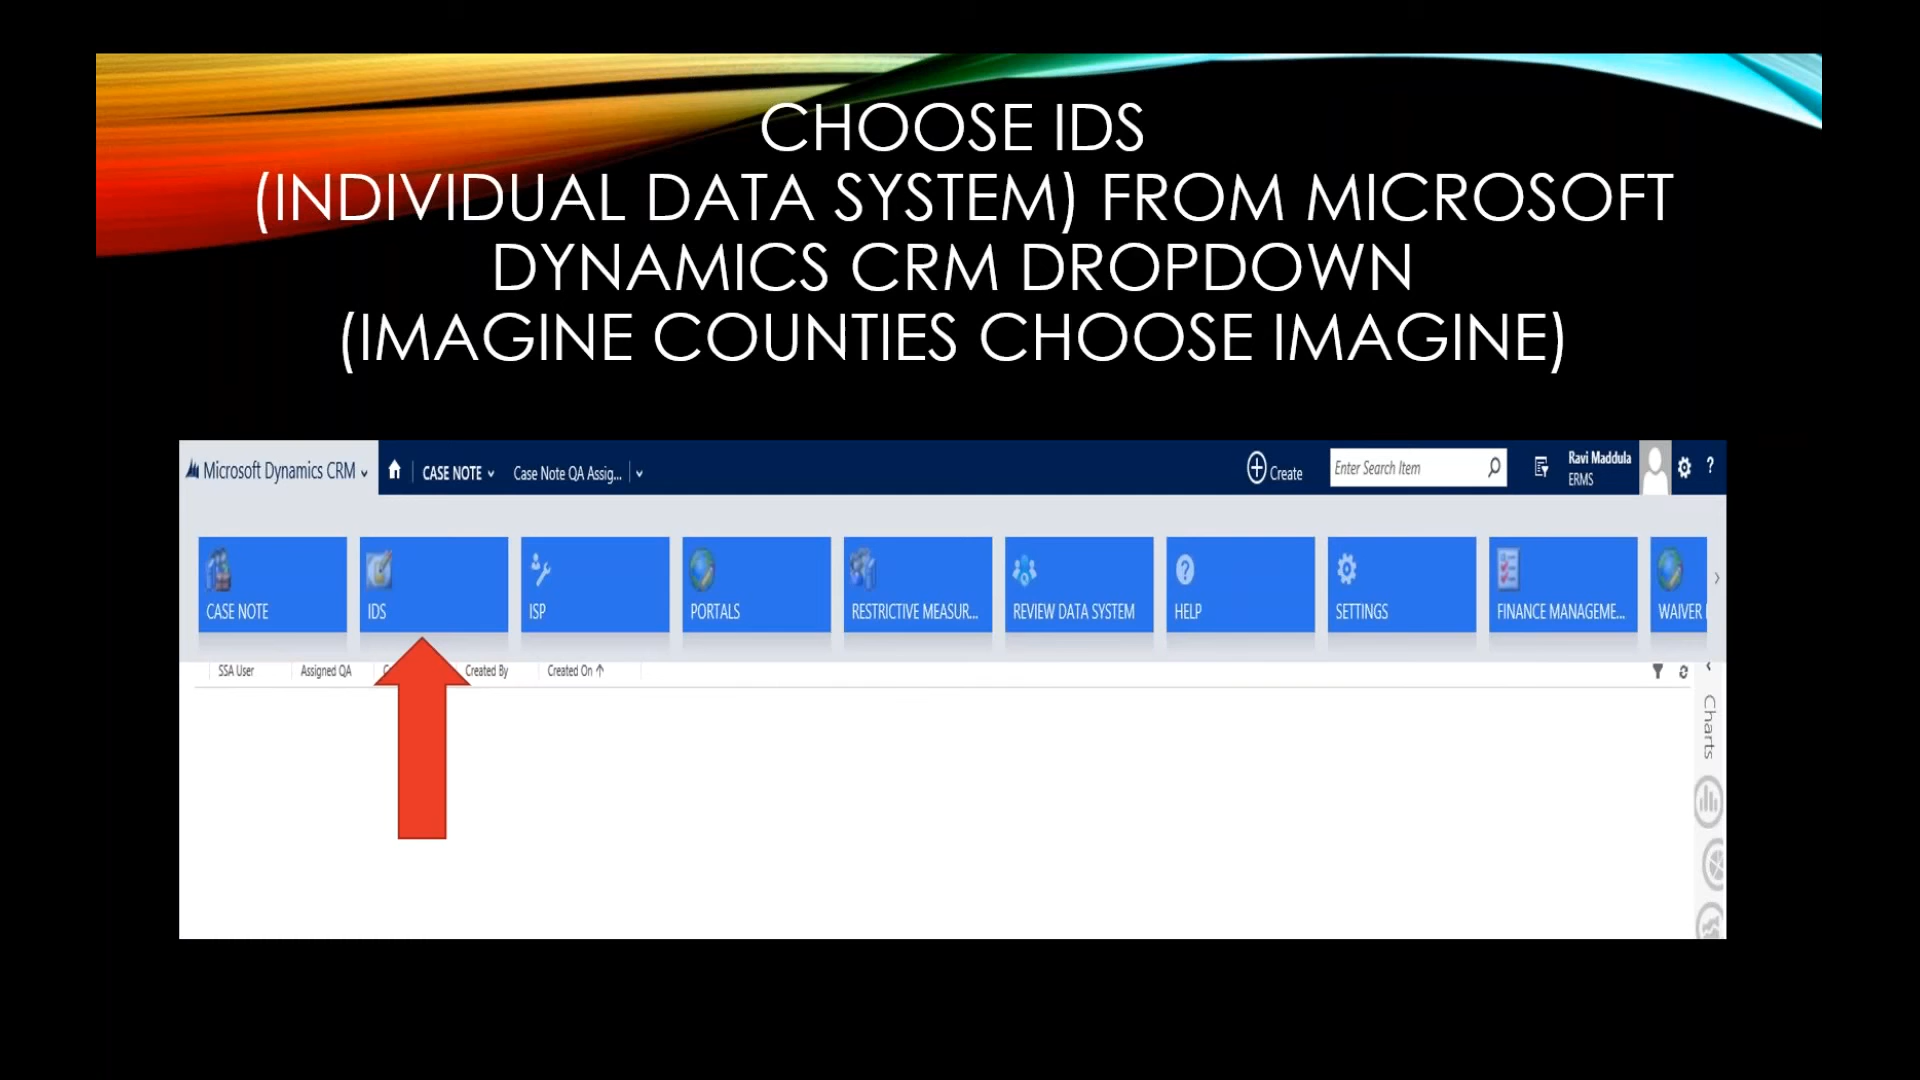 CHOOSE IDS
(INDIVIDUAL DATA SYSTEM) FROM MICROSOFT
DYNAMICS CRM DROPDOWN
(IMAGINE COUNTIES CHOOSE IMAGINE)
Microsoft Dynamics CRM
CASE NOTE
Case Note QA Assig...
Create
Enter Search Item
Ravi Maddula
ERMS
?
CASE NOTE
IDS
ISP
PORTALS
RESTRICTIVE MEASUR...
REVIEW DATA SYSTEM
HELP
SETTINGS
FINANCE MANAGEME...
WAIVER
SSA User
Assigned QA
Created By
Created On ↑
Charts